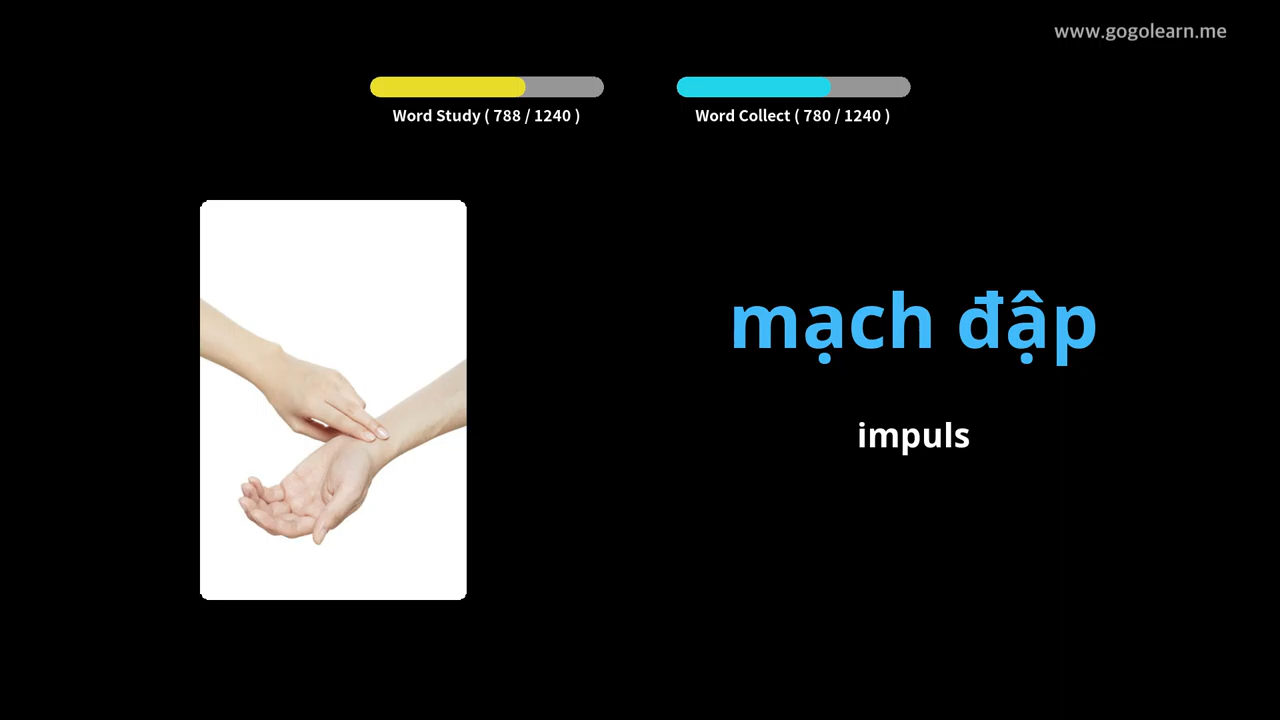 www.gogolearn.me
Word Study ( 788 / 1240 )
Word Collect ( 780 / 1240 )
mạch đập
impuls